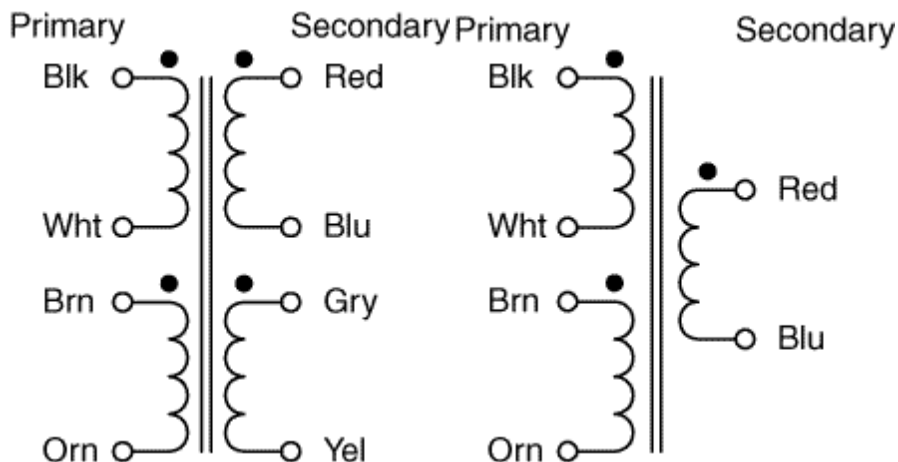 Primary Secondary Primary Secondary
Blk Red Blk
Red
Wht Blu Wht
Brn Gry Brn
Blu
Orn Yel Orn